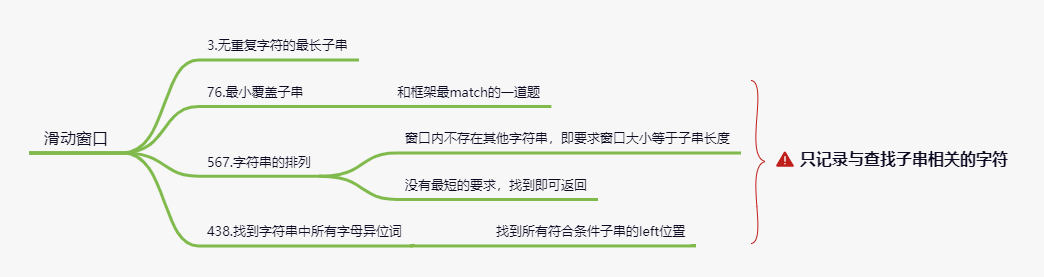 滑动窗口
3.无重复字符的最长子串
76.最小覆盖子串
和框架最match的一道题
567.字符串的排列
窗口内不存在其他字符串，即要求窗口大小等于子串长度
没有最短的要求，找到即可返回
438.找到字符串中所有字母异位词
找到所有符合条件子串的left位置
只记录与查找子串相关的字符